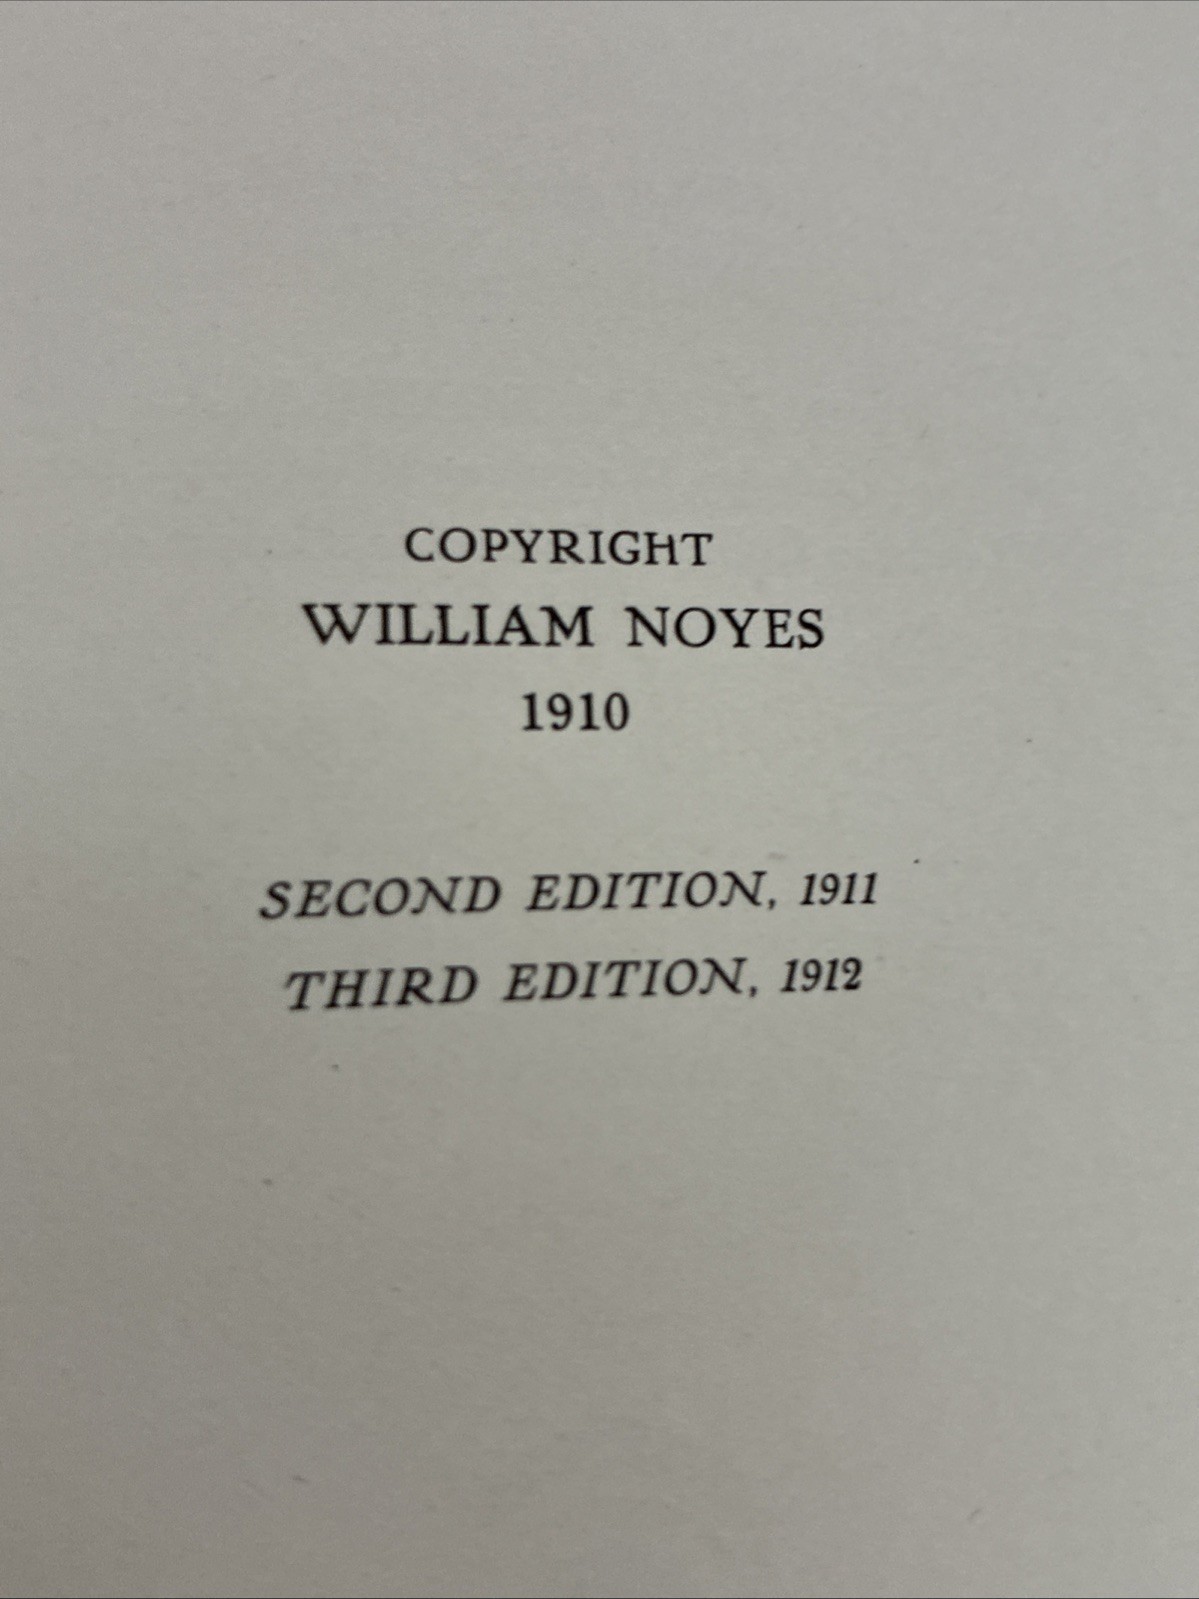 COPYRIGHT
WILLIAM NOYES
1910
SECOND EDITION, 1911
THIRD EDITION, 1912